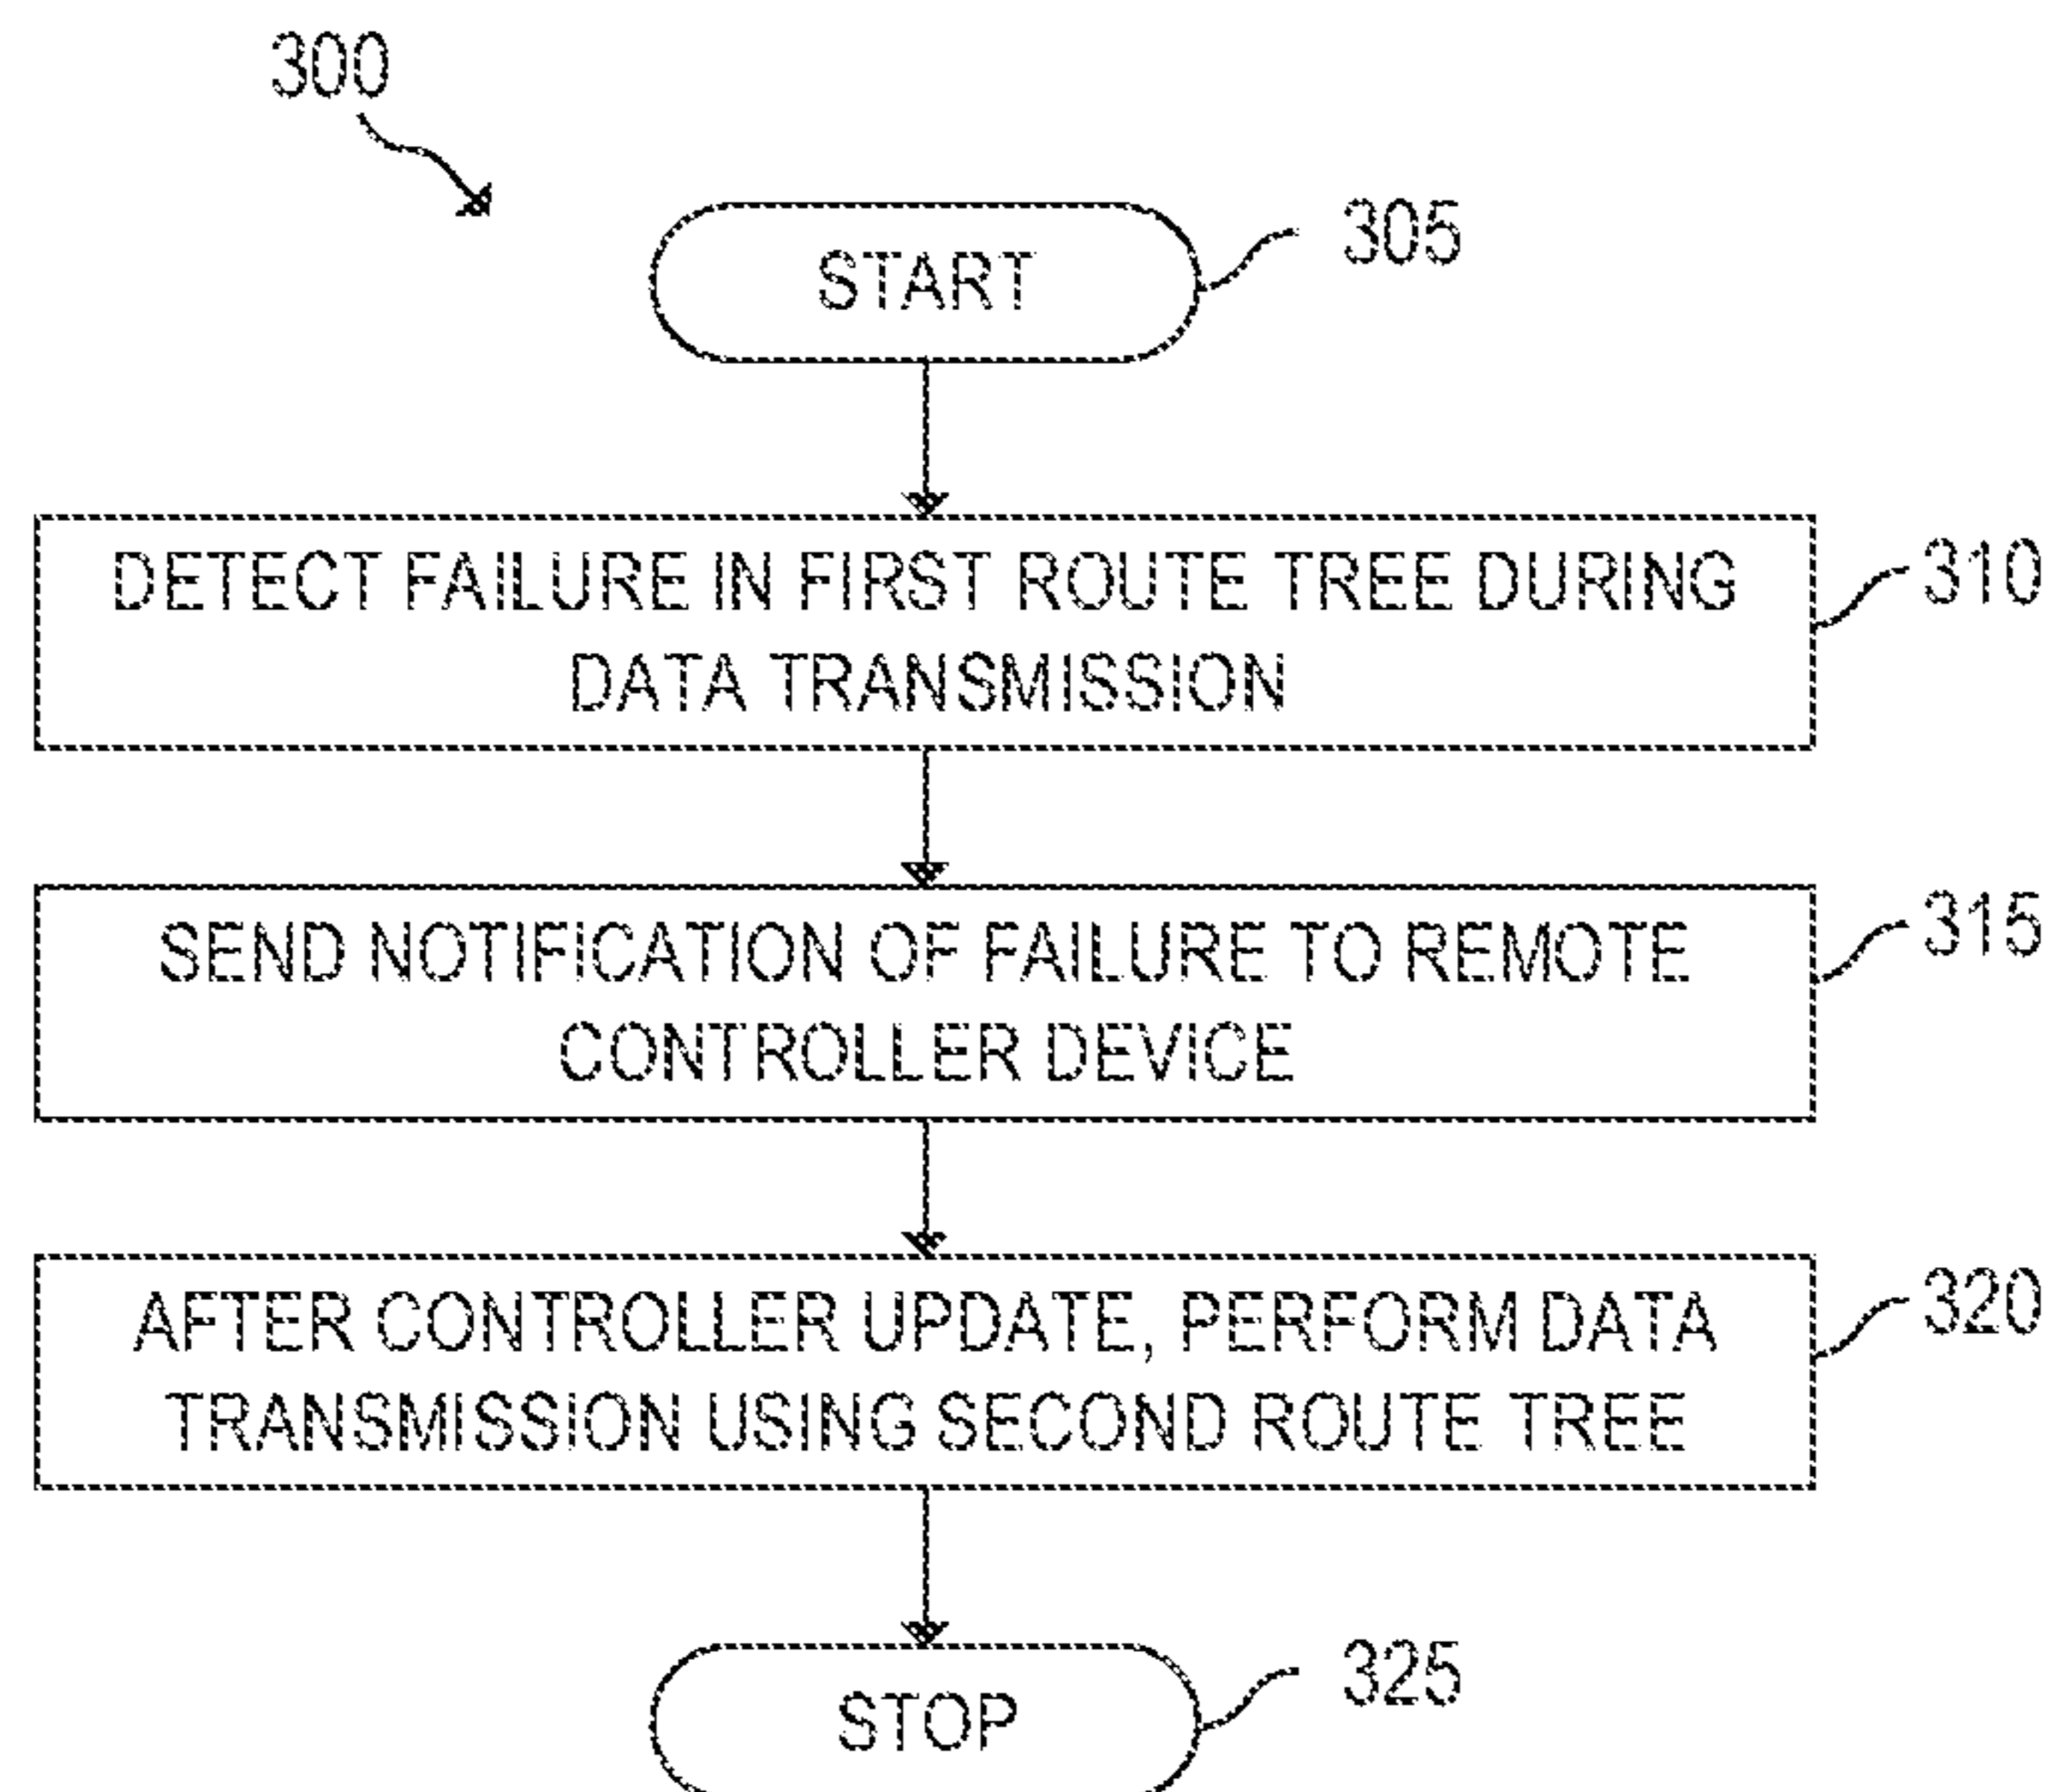 300
START
305
DETECT FAILURE IN FIRST ROUTE TREE DURING
DATA TRANSMISSION
310
SEND NOTIFICATION OF FAILURE TO REMOTE
CONTROLLER DEVICE
315
AFTER CONTROLLER UPDATE, PERFORM DATA
TRANSMISSION USING SECOND ROUTE TREE
320
STOP
325